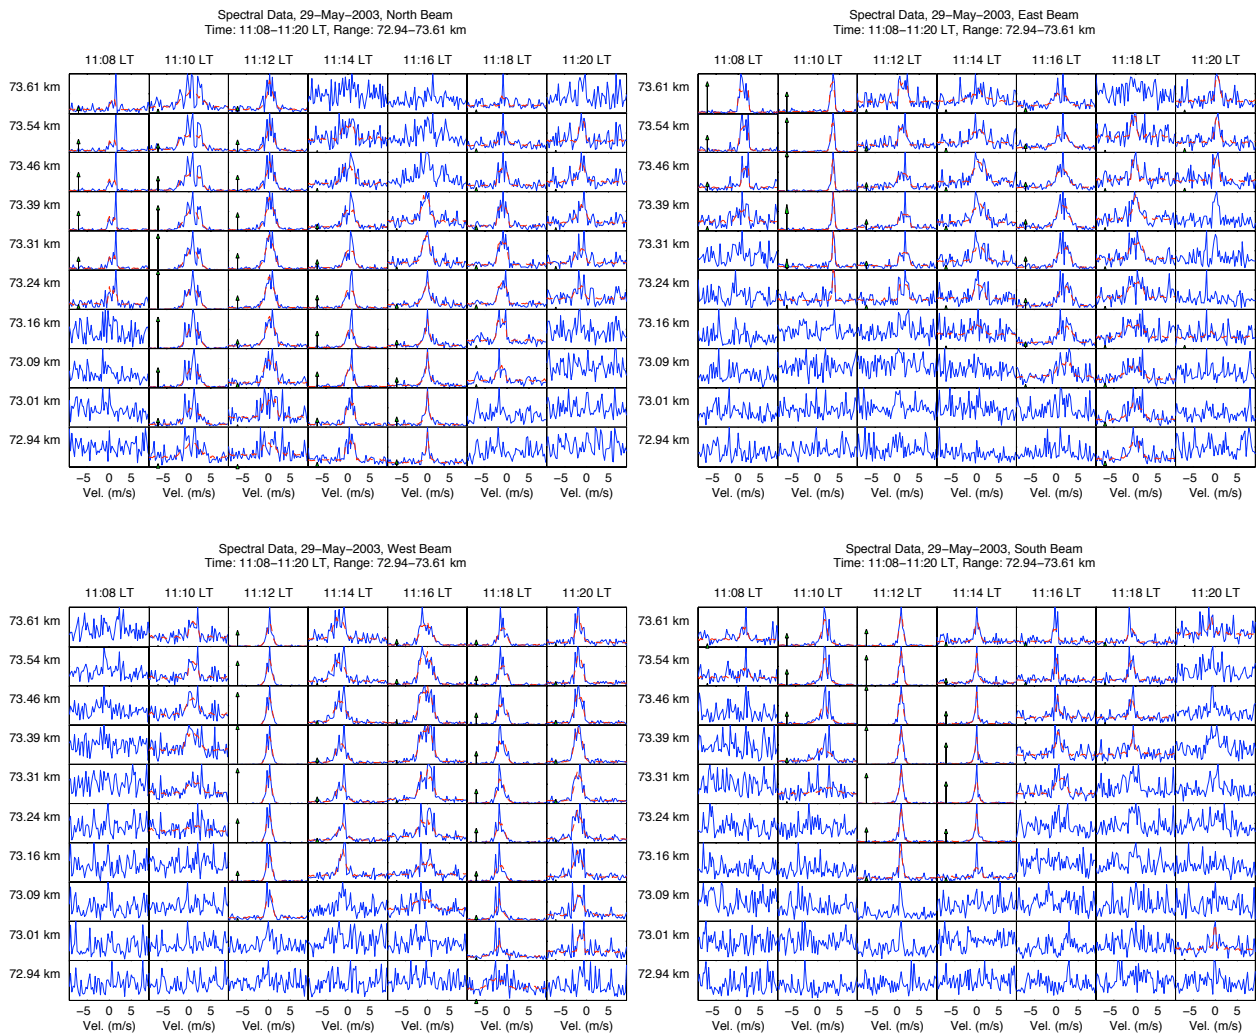 Spectral Data, 29−May−2003, North Beam
Time: 11:08−11:20 LT, Range: 72.94−73.61 km
11:08 LT 11:10 LT 11:12 LT 11:14 LT 11:16 LT 11:18 LT 11:20 LT
73.61 km
73.54 km
73.46 km
73.39 km
73.31 km
73.24 km
73.16 km
73.09 km
73.01 km
72.94 km
−5 0 5 −5 0 5 −5 0 5 −5 0 5 −5 0 5 −5 0 5 −5 0 5
Vel. (m/s) Vel. (m/s) Vel. (m/s) Vel. (m/s) Vel. (m/s) Vel. (m/s) Vel. (m/s)
Spectral Data, 29−May−2003, East Beam
Time: 11:08−11:20 LT, Range: 72.94−73.61 km
11:08 LT 11:10 LT 11:12 LT 11:14 LT 11:16 LT 11:18 LT 11:20 LT
73.61 km
73.54 km
73.46 km
73.39 km
73.31 km
73.24 km
73.16 km
73.09 km
73.01 km
72.94 km
−5 0 5 −5 0 5 −5 0 5 −5 0 5 −5 0 5 −5 0 5 −5 0 5
Vel. (m/s) Vel. (m/s) Vel. (m/s) Vel. (m/s) Vel. (m/s) Vel. (m/s) Vel. (m/s)
Spectral Data, 29−May−2003, West Beam
Time: 11:08−11:20 LT, Range: 72.94−73.61 km
11:08 LT 11:10 LT 11:12 LT 11:14 LT 11:16 LT 11:18 LT 11:20 LT
73.61 km
73.54 km
73.46 km
73.39 km
73.31 km
73.24 km
73.16 km
73.09 km
73.01 km
72.94 km
−5 0 5 −5 0 5 −5 0 5 −5 0 5 −5 0 5 −5 0 5 −5 0 5
Vel. (m/s) Vel. (m/s) Vel. (m/s) Vel. (m/s) Vel. (m/s) Vel. (m/s) Vel. (m/s)
Spectral Data, 29−May−2003, South Beam
Time: 11:08−11:20 LT, Range: 72.94−73.61 km
11:08 LT 11:10 LT 11:12 LT 11:14 LT 11:16 LT 11:18 LT 11:20 LT
73.61 km
73.54 km
73.46 km
73.39 km
73.31 km
73.24 km
73.16 km
73.09 km
73.01 km
72.94 km
−5 0 5 −5 0 5 −5 0 5 −5 0 5 −5 0 5 −5 0 5 −5 0 5
Vel. (m/s) Vel. (m/s) Vel. (m/s) Vel. (m/s) Vel. (m/s) Vel. (m/s) Vel. (m/s)